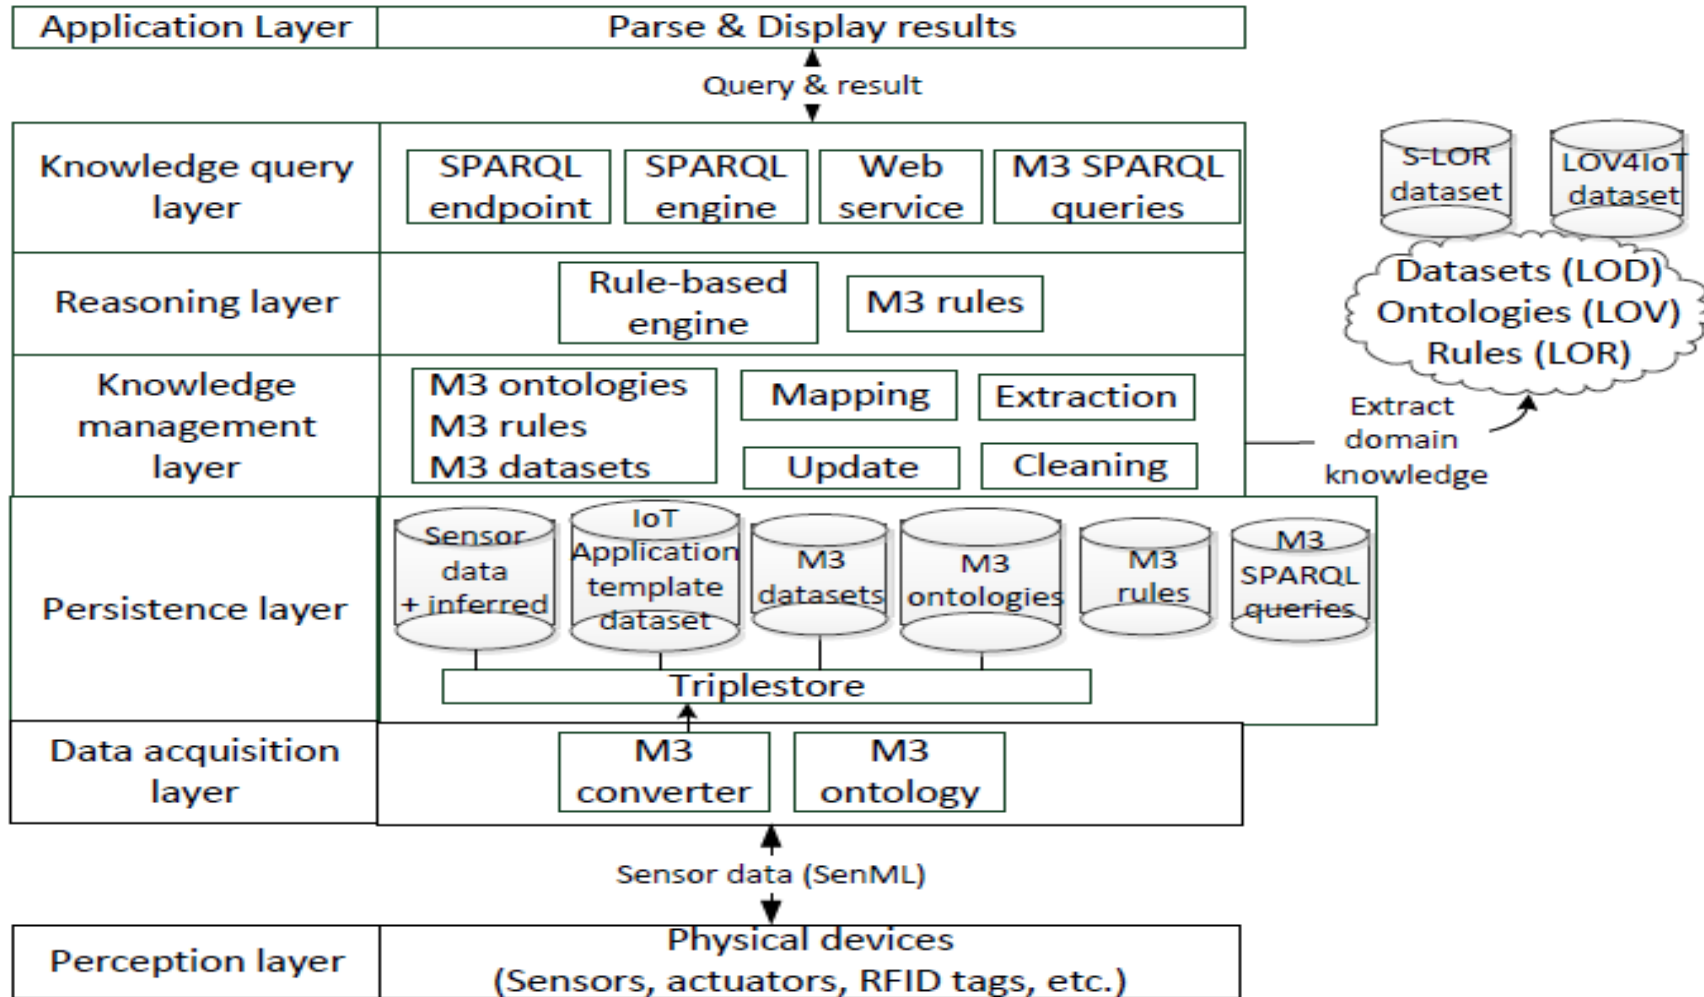 Application Layer
Parse & Display results
Query & result
Knowledge query
layer
SPARQL
endpoint
SPARQL
engine
Web
service
M3 SPARQL
queries
S-LOR
dataset
LOV4IoT
dataset
Datasets (LOD)
Ontologies (LOV)
Rules (LOR)
Reasoning layer
Rule-based
engine
M3 rules
Knowledge
management
layer
M3 ontologies
M3 rules
M3 datasets
Mapping
Extraction
Update
Cleaning
Extract
domain
knowledge
Persistence layer
Sensor
data
+ inferred
IoT
Application
template
dataset
M3
datasets
M3
ontologies
M3
rules
M3
SPARQL
queries
Triplestore
Data acquisition
layer
M3
converter
M3
ontology
Sensor data (SenML)
Perception layer
Physical devices
(Sensors, actuators, RFID tags, etc.)